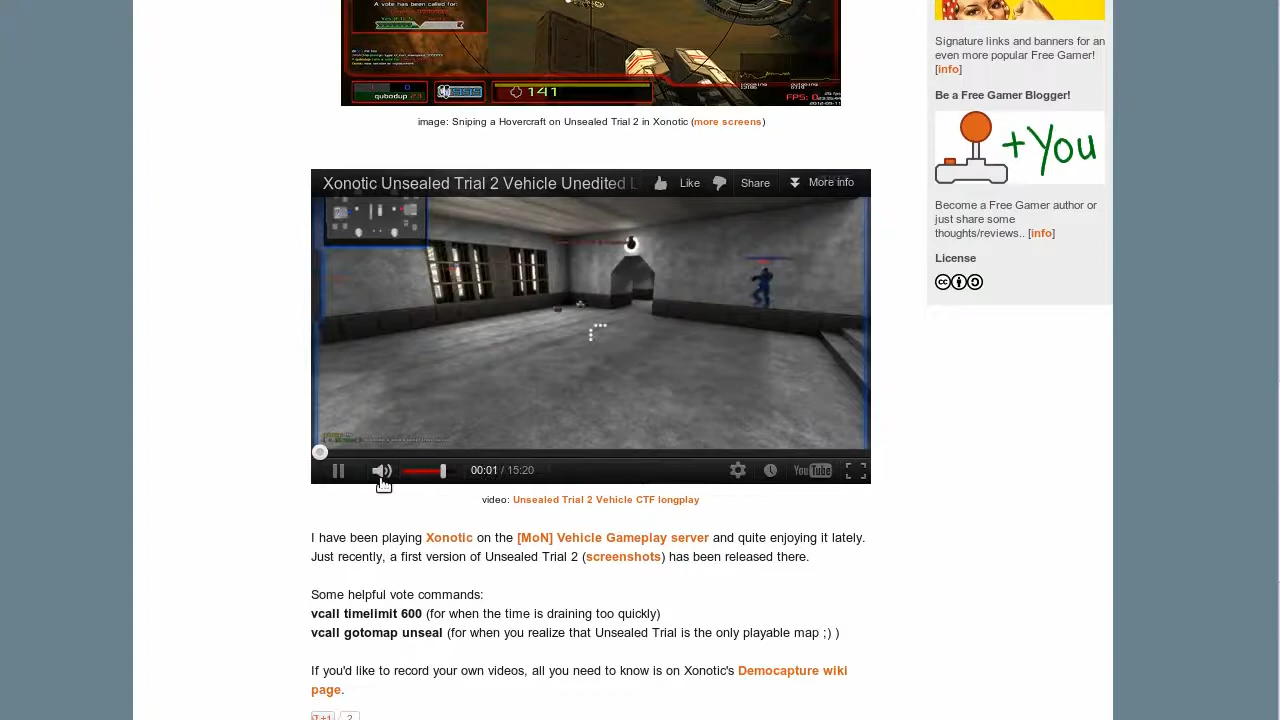 A vote has been called for:
qubodup
999
141
FPS:
image: Sniping a Hovercraft on Unsealed Trial 2 in Xonotic (more screens)
Xonotic Unsealed Trial 2 Vehicle Unedited L
Like
Share
More info
00:01 / 15:20
YouTube
video: Unsealed Trial 2 Vehicle CTF longplay
I have been playing Xonotic on the [MoN] Vehicle Gameplay server and quite enjoying it lately.
Just recently, a first version of Unsealed Trial 2 (screenshots) has been released there.
Some helpful vote commands:
vcall timelimit 600 (for when the time is draining too quickly)
vcall gotomap unseal (for when you realize that Unsealed Trial is the only playable map ;) )
If you'd like to record your own videos, all you need to know is on Xonotic's Democapture wiki
page.
+1 2
Signature links and banners for an
even more popular Free Gamer!
[info]
Be a Free Gamer Blogger!
+You
Become a Free Gamer author or
just share some
thoughts/reviews.. [info]
License
cc